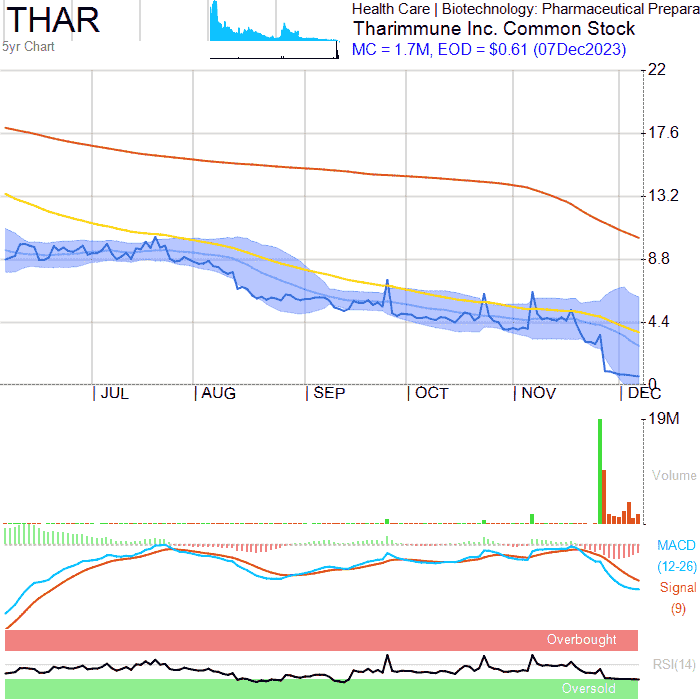 THAR
5yr Chart
Health Care | Biotechnology: Pharmaceutical Prepara
Tharimmune Inc. Common Stock
MC = 1.7M, EOD = $0.61 (07Dec2023)
22
17.6
13.2
8.8
4.4
0
JUL
AUG
SEP
OCT
NOV
DEC
19M
Volume
MACD
(12-26)
Signal
(9)
Overbought
RSI(14)
Oversold